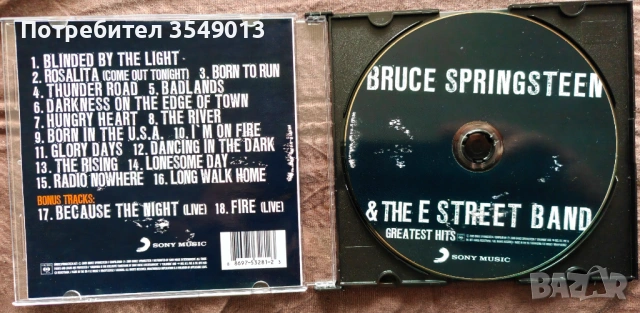 Потребител 3549013
1. BLINDED BY THE LIGHT
2. ROSALITA (COME OUT TONIGHT) 3. BORN TO RUN
4. THUNDER ROAD 5. BADLANDS
6. DARKNESS ON THE EDGE OF TOWN
7. HUNGRY HEART 8. THE RIVER
9. BORN IN THE U.S.A. 10. I'M ON FIRE
11. GLORY DAYS 12. DANCING IN THE DARK
13. THE RISING 14. LONESOME DAY
15. RADIO NOWHERE 16. LONG WALK HOME
BONUS TRACKS:
17. BECAUSE THE NIGHT (LIVE) 18. FIRE (LIVE)
SONY MUSIC
8 8697-53281-2
BRUCE SPRINGSTEEN
& THE E STREET BAND
GREATEST HITS
SONY MUSIC
BAZAR